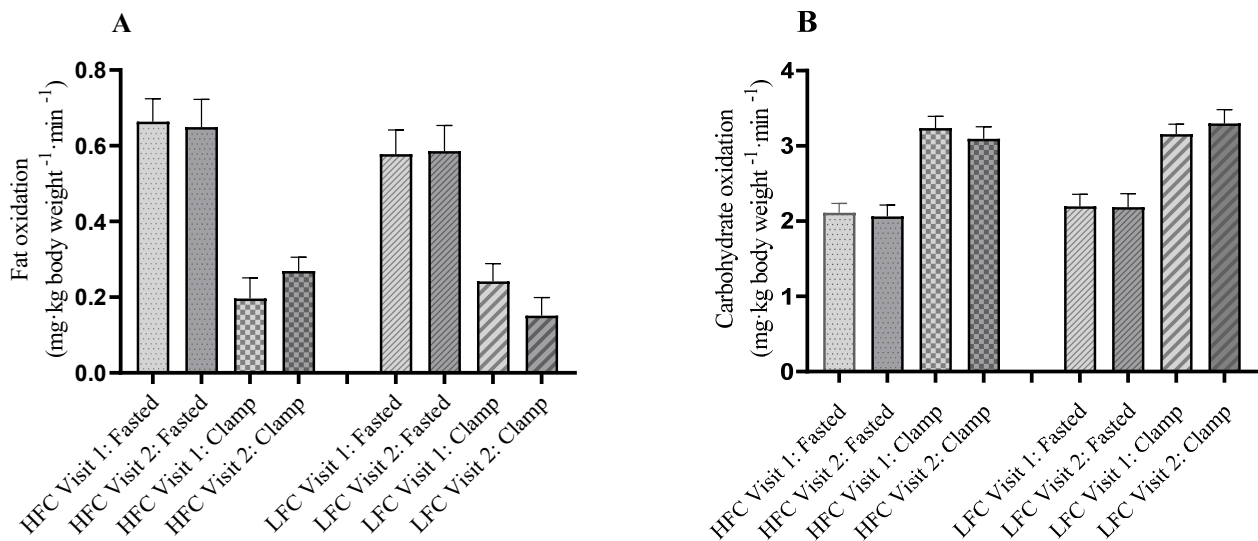 A
Fat oxidation
(mg·kg body weight -1·min -1)
0.8
0.6
0.4
0.2
0.0
HFC Visit 1: Fasted
HFC Visit 2: Fasted
HFC Visit 1: Clamp
HFC Visit 2: Clamp
LFC Visit 1: Fasted
LFC Visit 2: Fasted
LFC Visit 1: Clamp
LFC Visit 2: Clamp
B
Carbohydrate oxidation
(mg·kg body weight -1·min -1)
4
3
2
1
0
HFC Visit 1: Fasted
HFC Visit 2: Fasted
HFC Visit 1: Clamp
HFC Visit 2: Clamp
LFC Visit 1: Fasted
LFC Visit 2: Fasted
LFC Visit 1: Clamp
LFC Visit 2: Clamp